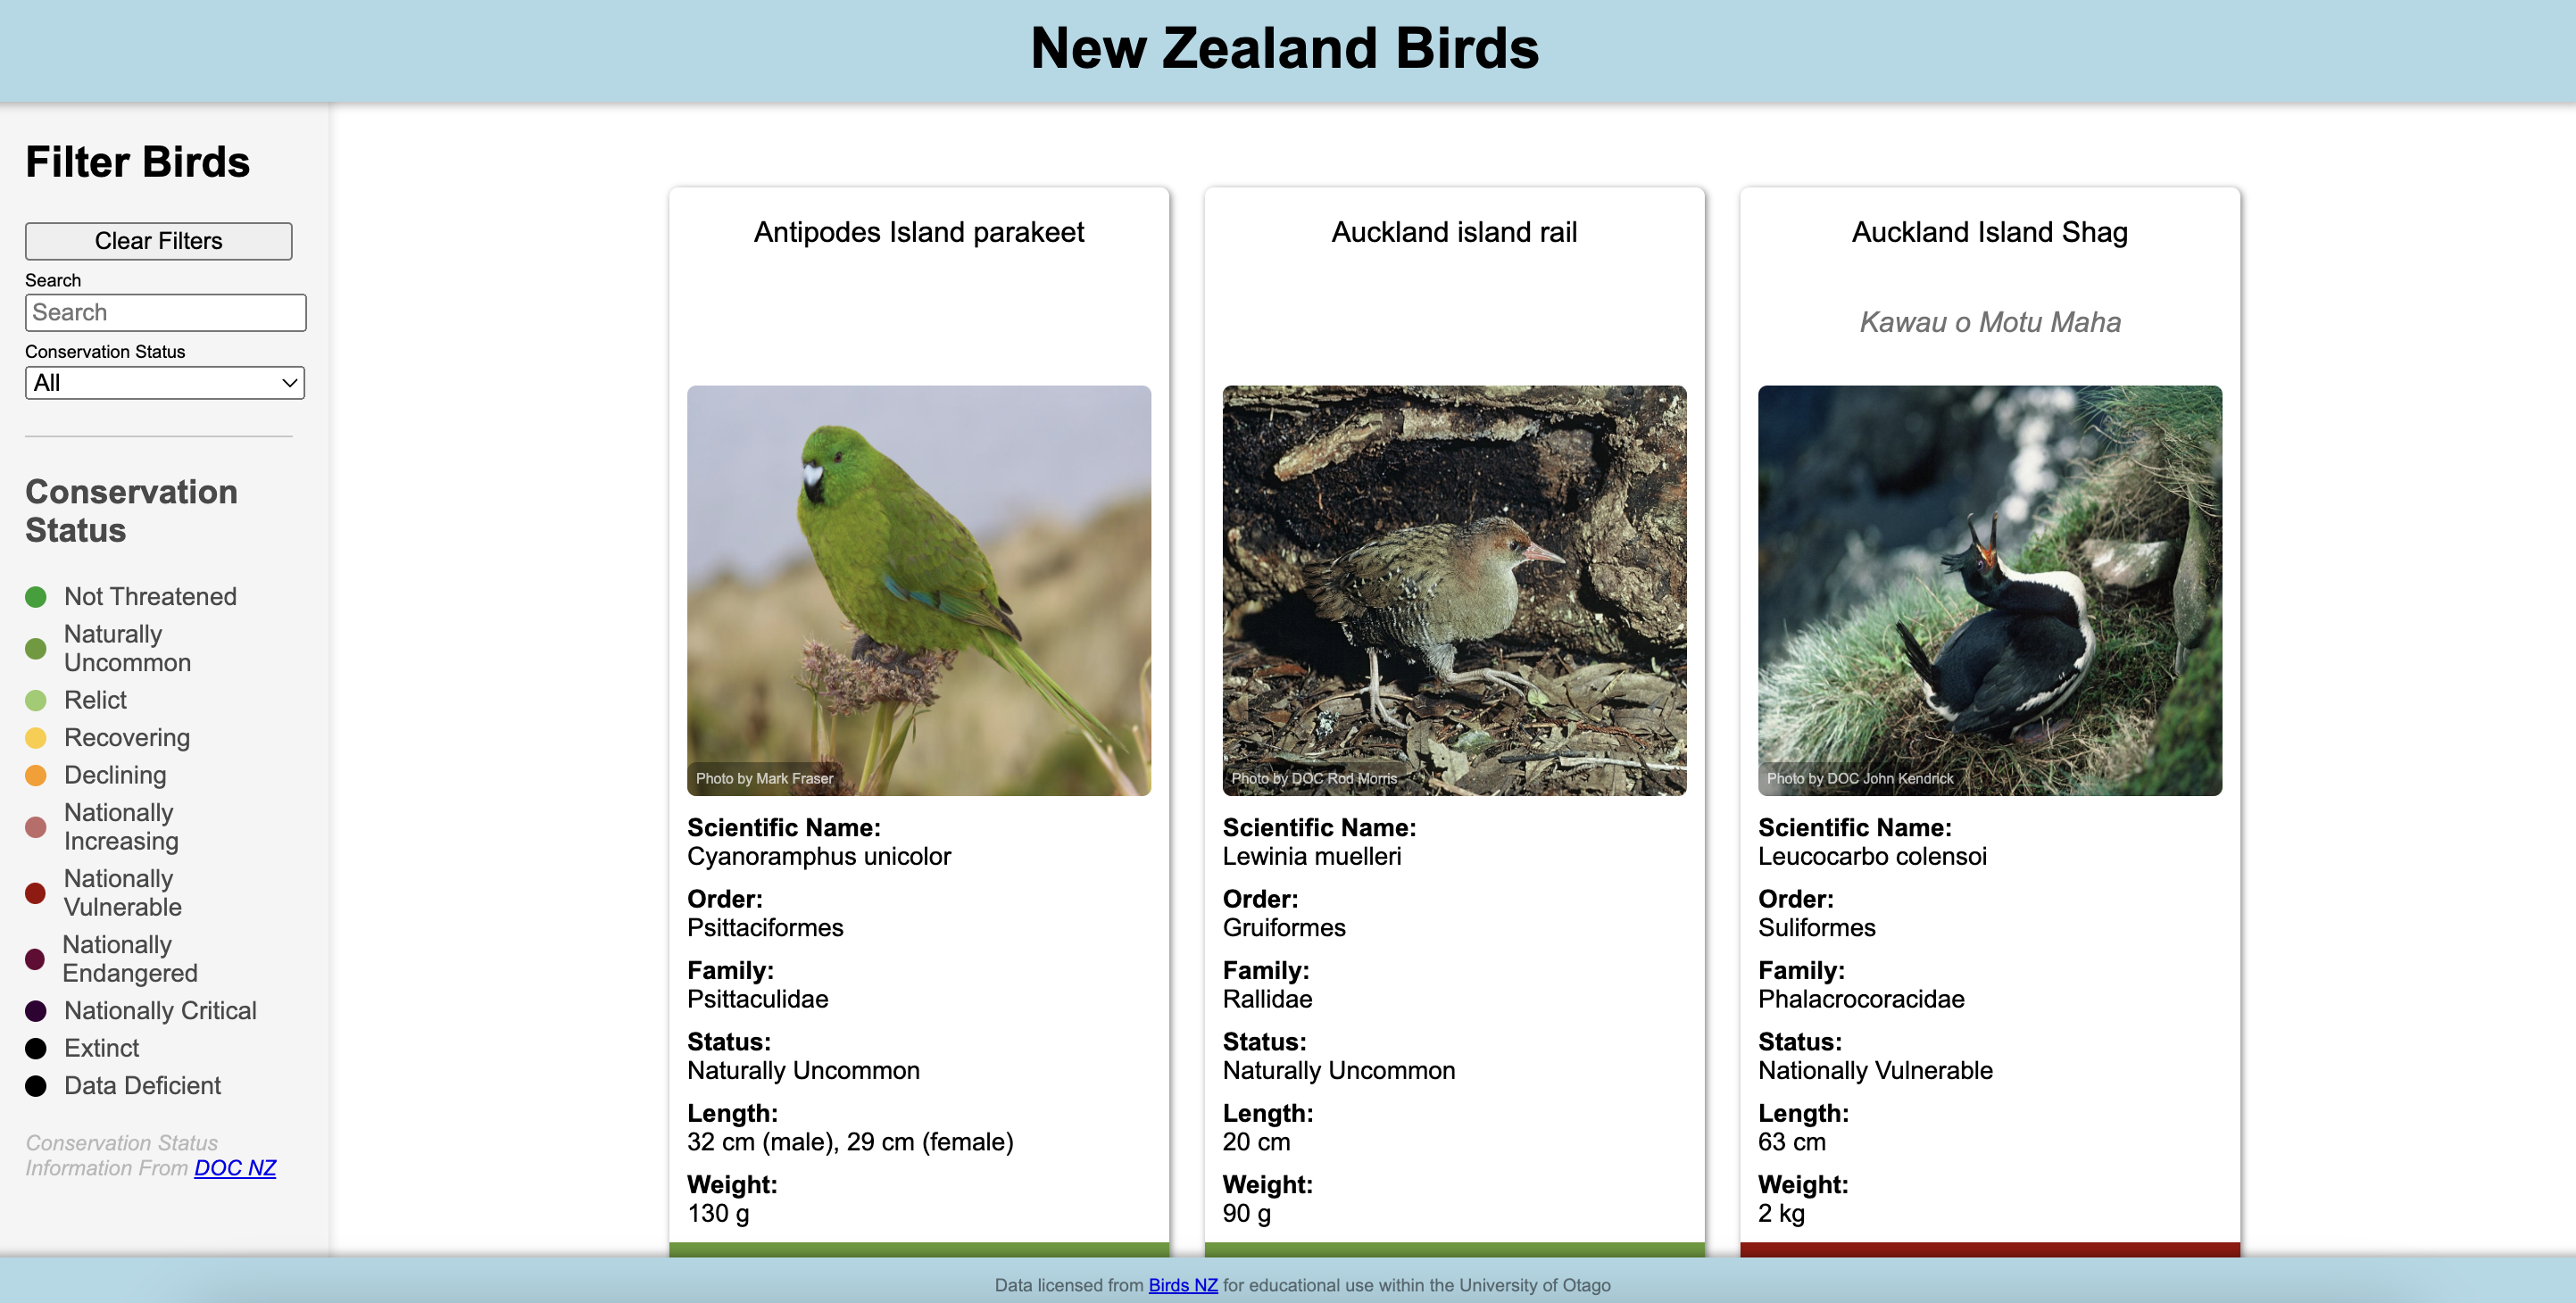 New Zealand Birds
Filter Birds
Clear Filters
Search
Search
Conservation Status
All
Conservation
Status
Not Threatened
Naturally
Uncommon
Relict
Recovering
Declining
Nationally
Increasing
Nationally
Vulnerable
Nationally
Endangered
Nationally Critical
Extinct
Data Deficient
Conservation Status
Information From DOC NZ
Antipodes Island parakeet
Photo by Mark Fraser
Scientific Name:
Cyanoramphus unicolor
Order:
Psittaciformes
Family:
Psittaculidae
Status:
Naturally Uncommon
Length:
32 cm (male), 29 cm (female)
Weight:
130 g
Auckland island rail
Photo by DOC Rod Morris
Scientific Name:
Lewinia muelleri
Order:
Gruiformes
Family:
Rallidae
Status:
Naturally Uncommon
Length:
20 cm
Weight:
90 g
Auckland Island Shag
Kawau o Motu Maha
Photo by DOC John Kendrick
Scientific Name:
Leucocarbo colensoi
Order:
Suliformes
Family:
Phalacrocoracidae
Status:
Nationally Vulnerable
Length:
63 cm
Weight:
2 kg
Data licensed from Birds NZ for educational use within the University of Otago